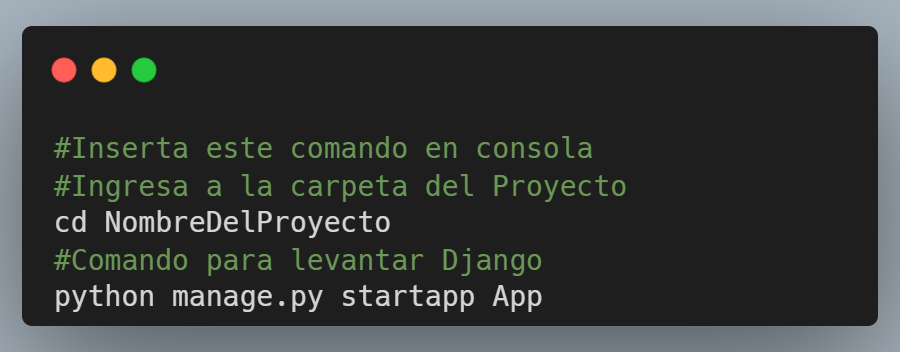 #Inserta este comando en consola
#Ingresa a la carpeta del Proyecto
cd NombreDelProyecto
#Comando para levantar Django
python manage.py startapp App